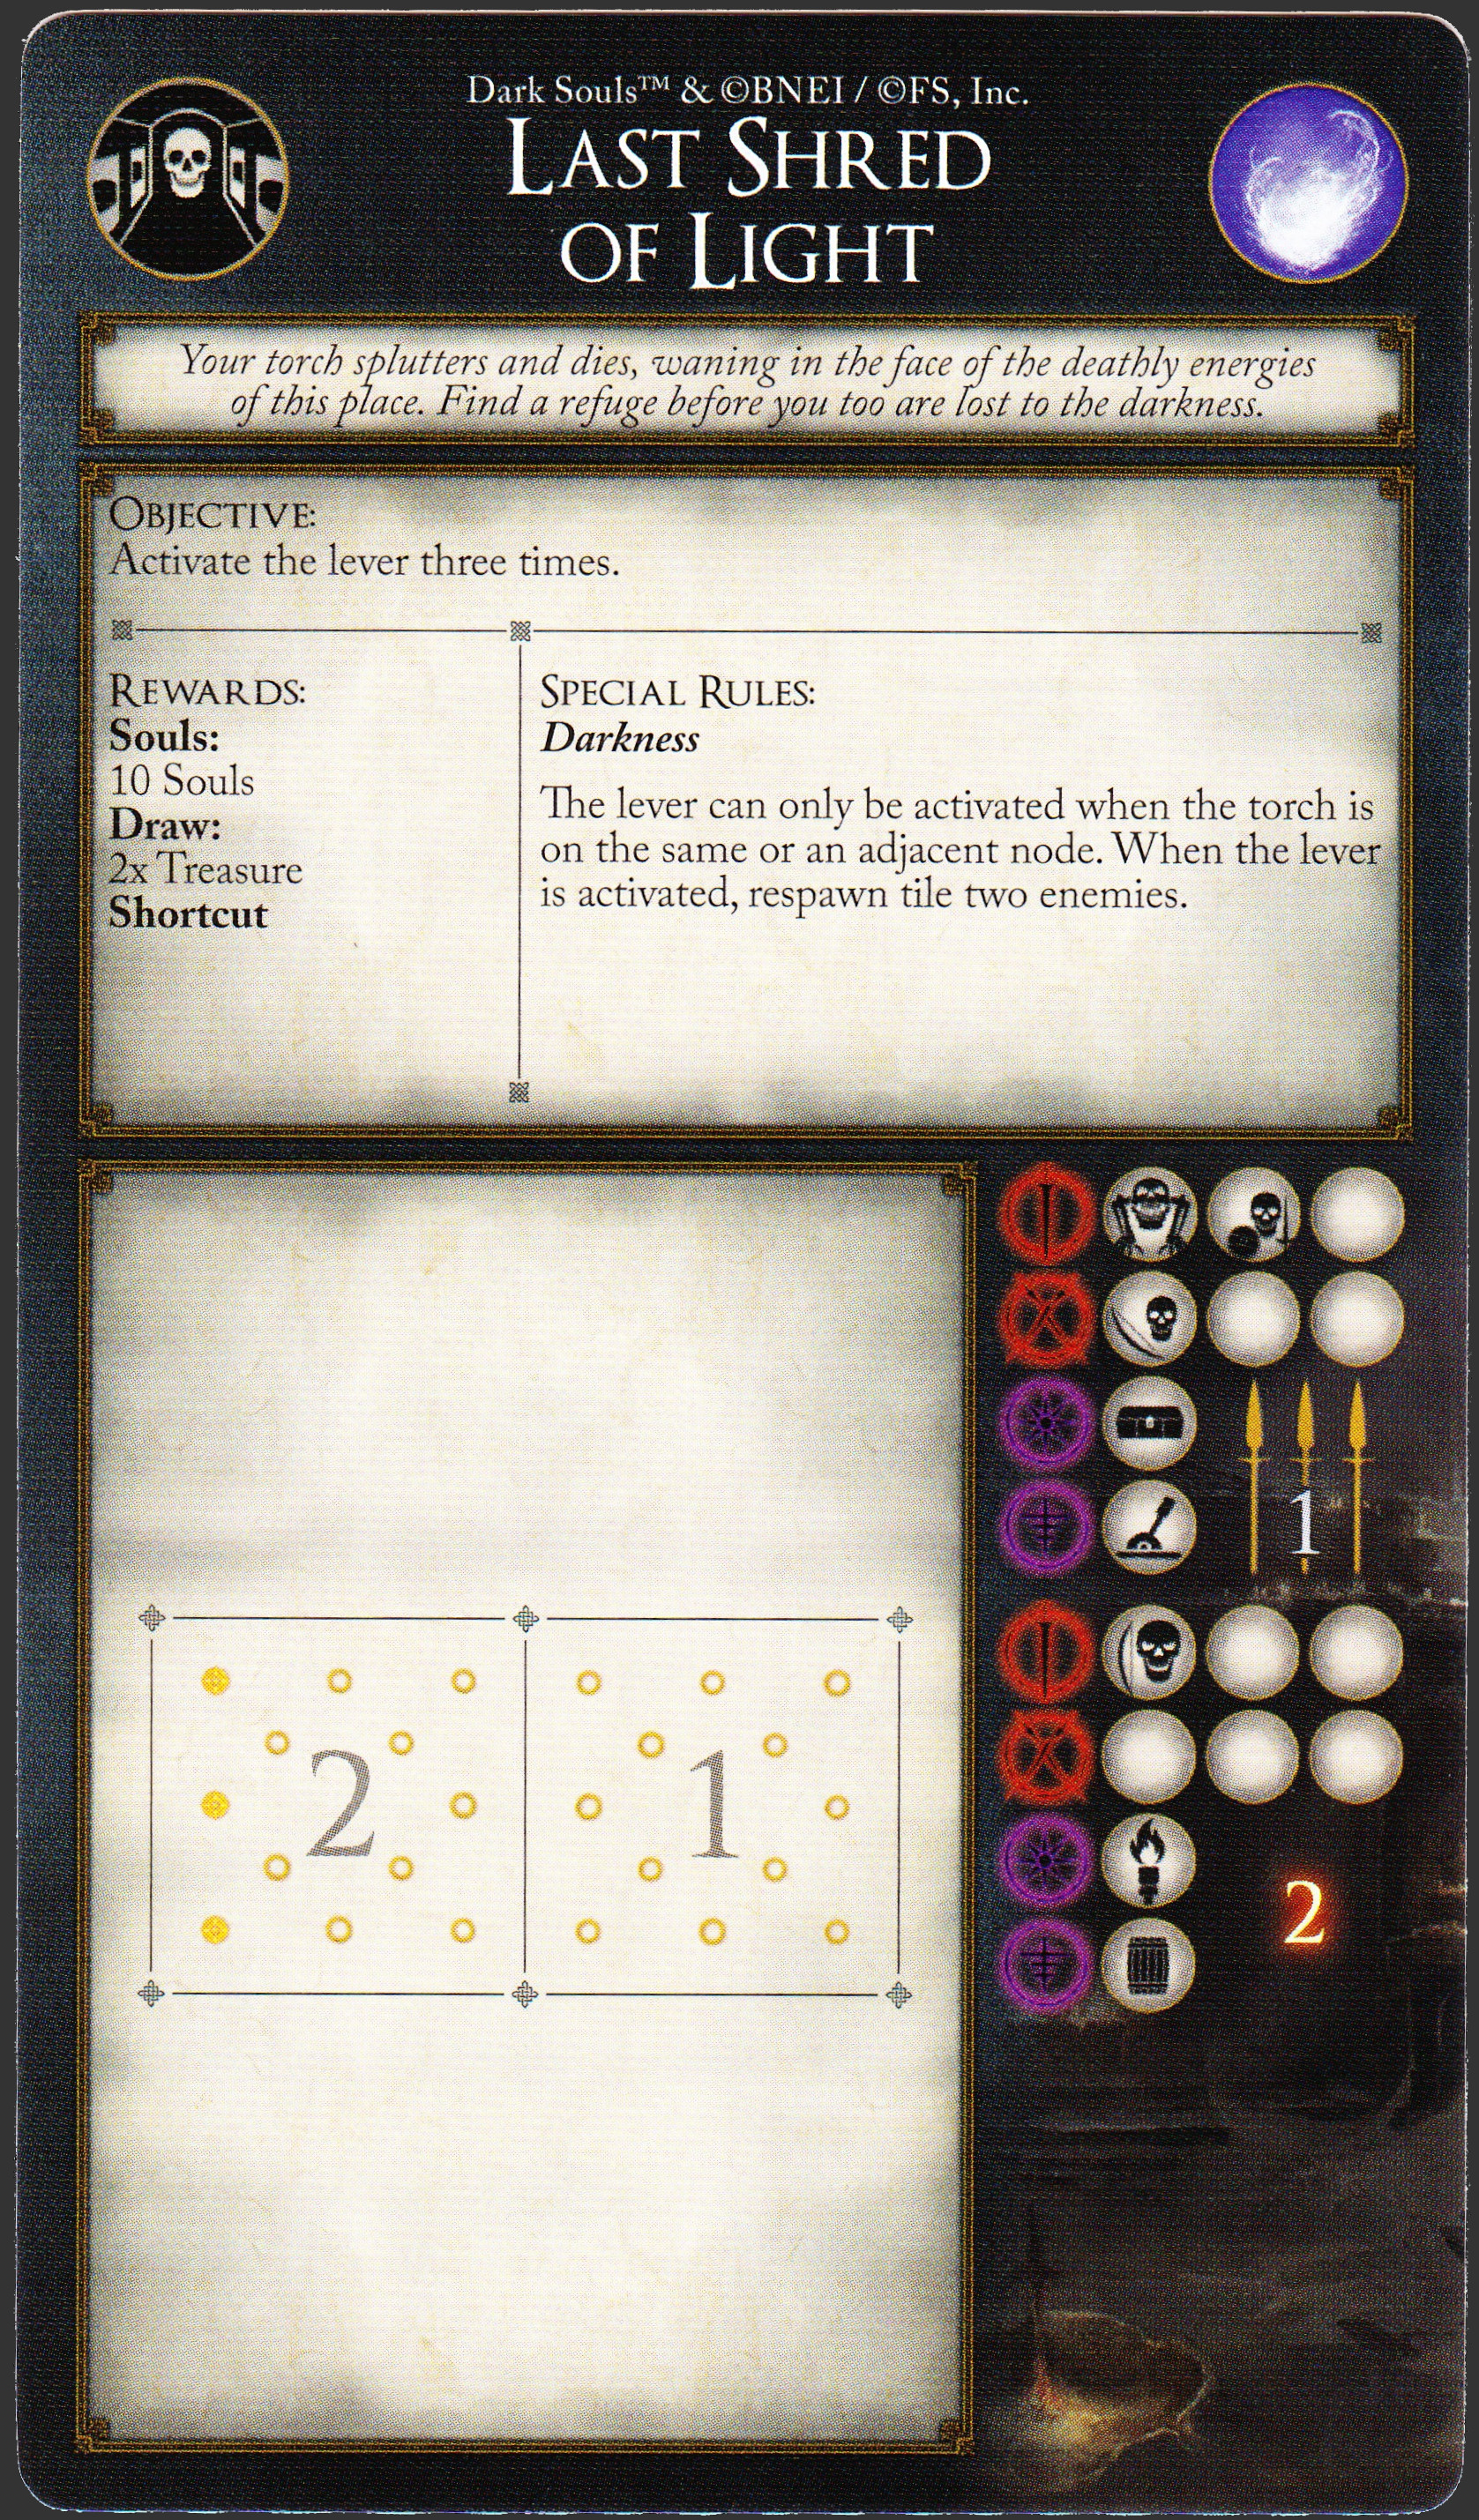 Dark Souls™ & ©BNEI / ©FS, Inc.
LAST SHRED
OF LIGHT
Your torch splutters and dies, waning in the face of the deathly energies
of this place. Find a refuge before you too are lost to the darkness.
OBJECTIVE:
Activate the lever three times.
REWARDS:
Souls:
10 Souls
Draw:
2x Treasure
Shortcut
SPECIAL RULES:
Darkness
The lever can only be activated when the torch is
on the same or an adjacent node. When the lever
is activated, respawn tile two enemies.
2
1
1
2